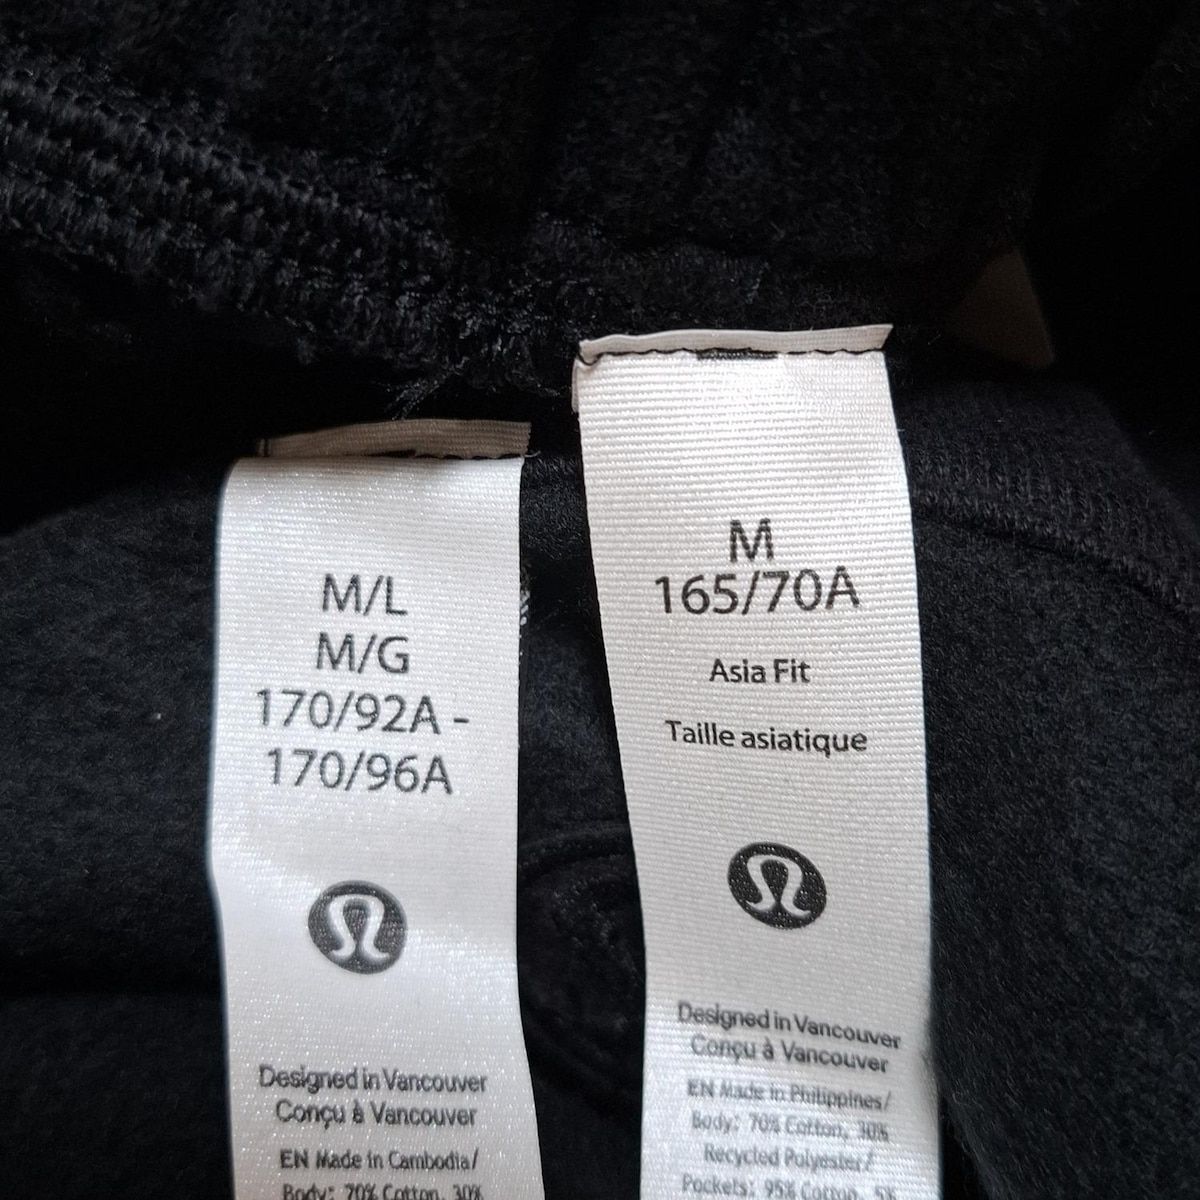 M/L
M/G
170/92A -
170/96A
Designed in Vancouver
Conçu à Vancouver
EN Made in Cambodia/
Body: 70% Cotton, 30%
M
165/70A
Asia Fit
Taille asiatique
Designed in Vancouver
Conçu à Vancouver
EN Made in Philippines/
Body: 70% Cotton, 30%
Recycled Polyester/
Pockets: 95% Cotton, 5%